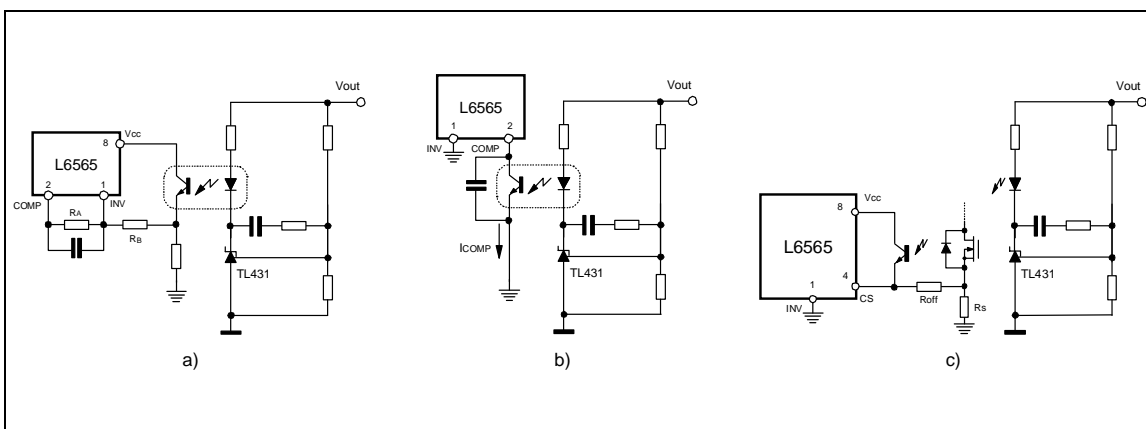 Vout
Vcc
8
L6565
2
1
COMP
INV
RA
RB
TL431
a)
Vout
L6565
1
2
INV
COMP
ICOMP
TL431
b)
Vout
Vcc
8
L6565
4
1
CS
INV
Roff
Rs
TL431
c)